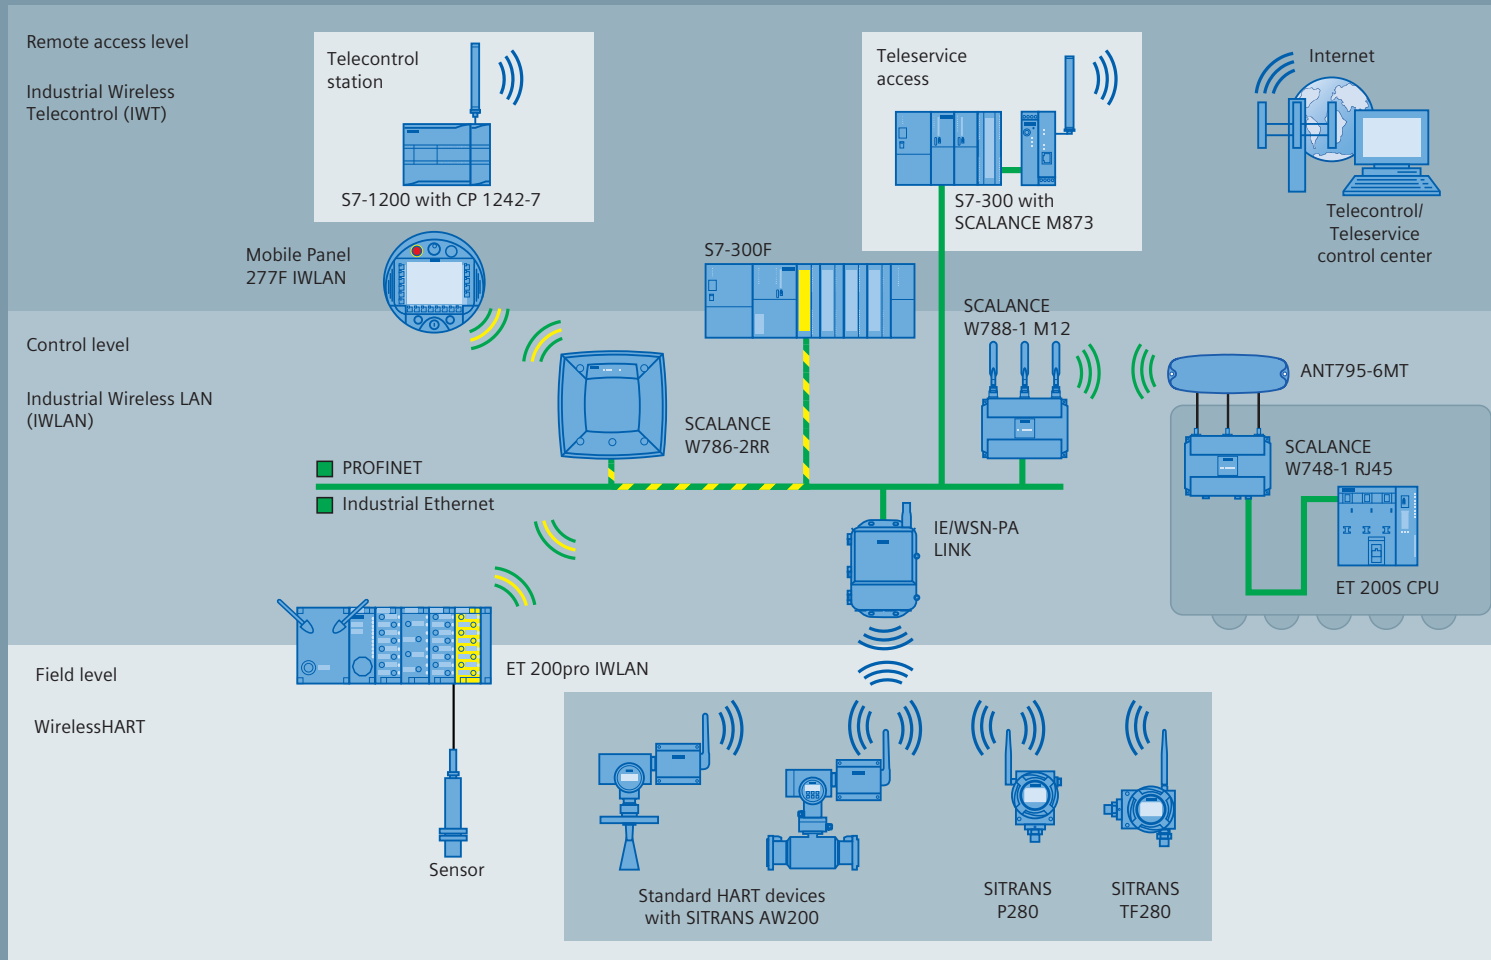 Remote access level
Industrial Wireless
Telecontrol (IWT)
Telecontrol
station
S7-1200 with CP 1242-7
Teleservice
access
S7-300 with
SCALANCE M873
Internet
Telecontrol/
Teleservice
control center
Mobile Panel
277F IWLAN
S7-300F
SCALANCE
W788-1 M12
Control level
Industrial Wireless LAN
(IWLAN)
SCALANCE
W786-2RR
ANT795-6MT
SCALANCE
W748-1 RJ45
PROFINET
Industrial Ethernet
IE/WSN-PA
LINK
ET 200S CPU
Field level
WirelessHART
ET 200pro IWLAN
Sensor
Standard HART devices
with SITRANS AW200
SITRANS
P280
SITRANS
TF280